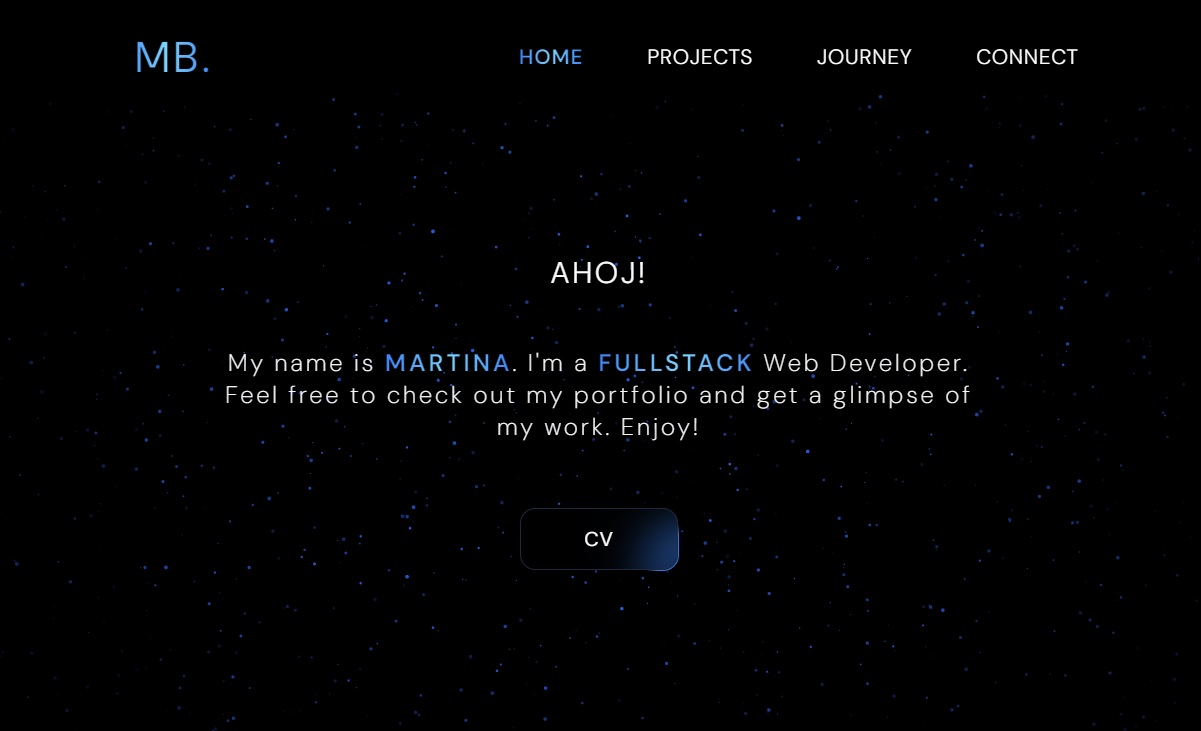 MB.
HOME PROJECTS JOURNEY CONNECT
AHOJ!
My name is MARTINA. I'm a FULLSTACK Web Developer.
Feel free to check out my portfolio and get a glimpse of
my work. Enjoy!
CV